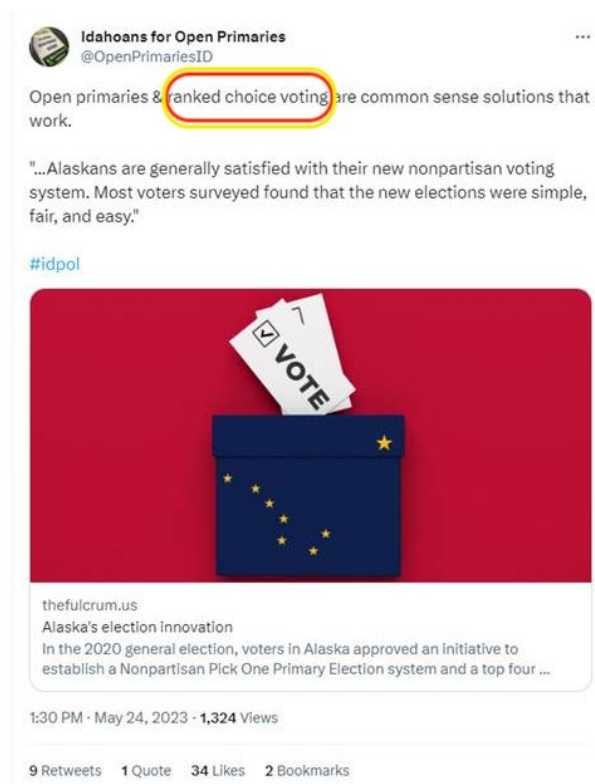 Idahoans for Open Primaries
@OpenPrimariesID
...
Open primaries & ranked choice voting are common sense solutions that
work.
"...Alaskans are generally satisfied with their new nonpartisan voting
system. Most voters surveyed found that the new elections were simple,
fair, and easy."
#idpol
VOTE
thefulcrum.us
Alaska's election innovation
In the 2020 general election, voters in Alaska approved an initiative to
establish a Nonpartisan Pick One Primary Election system and a top four ...
1:30 PM · May 24, 2023 · 1,324 Views
9 Retweets 1 Quote 34 Likes 2 Bookmarks